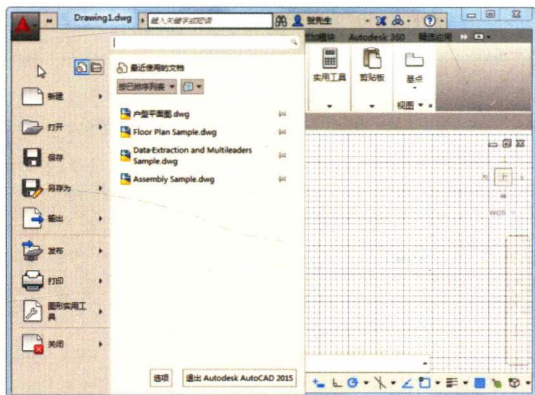 Drawing1.dwg
键入关键字或短语
贺先生
Autodesk 360
精选应用
最近使用的文档
按已排序列表
户型平面图.dwg
Floor Plan Sample.dwg
Data-Extraction and Multileaders
Sample.dwg
Assembly Sample.dwg
新建
打开
保存
另存为
输出
发布
打印
图形实用工
具
关闭
选项
退出 Autodesk AutoCAD 2015
实用工具
剪贴板
基点
视图
上
WCS